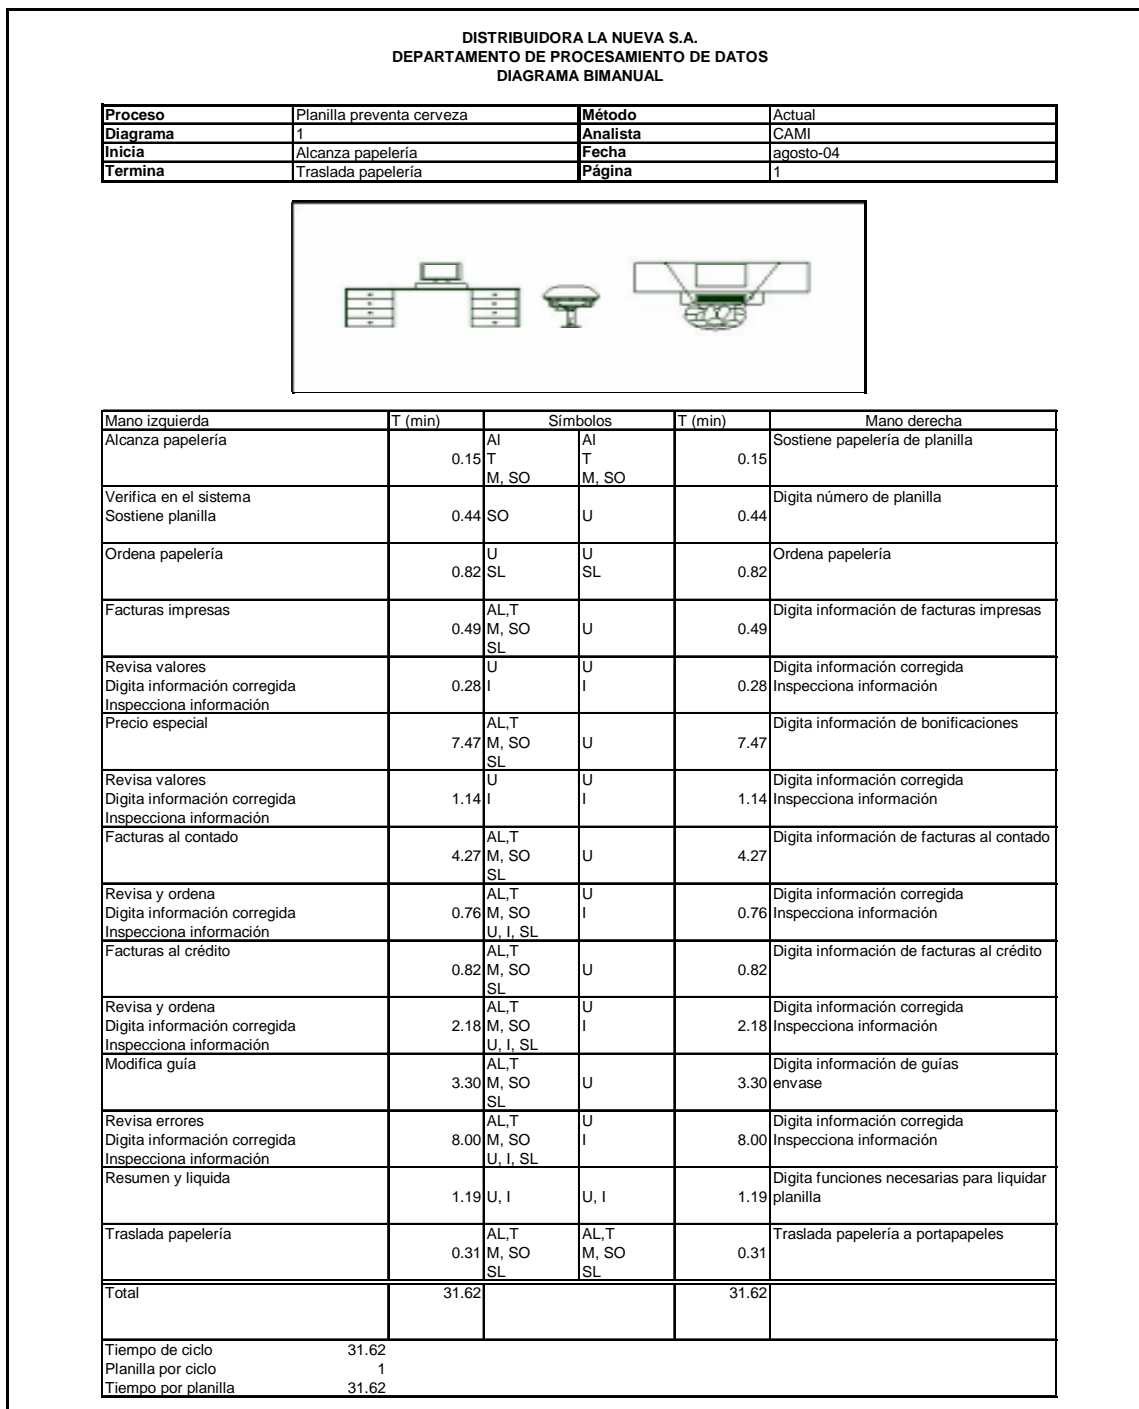 DISTRIBUIDORA LA NUEVA S.A.
DEPARTAMENTO DE PROCESAMIENTO DE DATOS
DIAGRAMA BIMANUAL
Proceso Planilla preventa cerveza Método Actual
Diagrama 1 Analista CAMI
Inicia Alcanza papelería Fecha agosto-04
Termina Traslada papelería Página 1
Mano izquierda T (min) Símbolos T (min) Mano derecha
Alcanza papelería Al Al Sostiene papelería de planilla
0.15 T T 0.15
M, SO M, SO
Verifica en el sistema Digita número de planilla
Sostiene planilla 0.44 SO U 0.44
Ordena papelería U U Ordena papelería
0.82 SL SL 0.82
Facturas impresas AL,T Digita información de facturas impresas
0.49 M, SO U 0.49
SL
Revisa valores U U Digita información corregida
Digita información corregida 0.28 I I 0.28 Inspecciona información
Inspecciona información
Precio especial AL,T Digita información de bonificaciones
7.47 M, SO U 7.47
SL
Revisa valores U U Digita información corregida
Digita información corregida 1.14 I I 1.14 Inspecciona información
Inspecciona información
Facturas al contado AL,T Digita información de facturas al contado
4.27 M, SO U 4.27
SL
Revisa y ordena AL,T U Digita información corregida
Digita información corregida 0.76 M, SO I 0.76 Inspecciona información
Inspecciona información U, I, SL
Facturas al crédito AL,T Digita información de facturas al crédito
0.82 M, SO U 0.82
SL
Revisa y ordena AL,T U Digita información corregida
Digita información corregida 2.18 M, SO I 2.18 Inspecciona información
Inspecciona información U, I, SL
Modifica guía AL,T Digita información de guías
3.30 M, SO U 3.30 envase
SL
Revisa errores AL,T U Digita información corregida
Digita información corregida 8.00 M, SO I 8.00 Inspecciona información
Inspecciona información U, I, SL
Resumen y liquida Digita funciones necesarias para liquidar
1.19 U, I U, I 1.19 planilla
Traslada papelería AL,T AL,T Traslada papelería a portapapeles
0.31 M, SO M, SO 0.31
SL SL
Total 31.62 31.62
Tiempo de ciclo 31.62
Planilla por ciclo 1
Tiempo por planilla 31.62